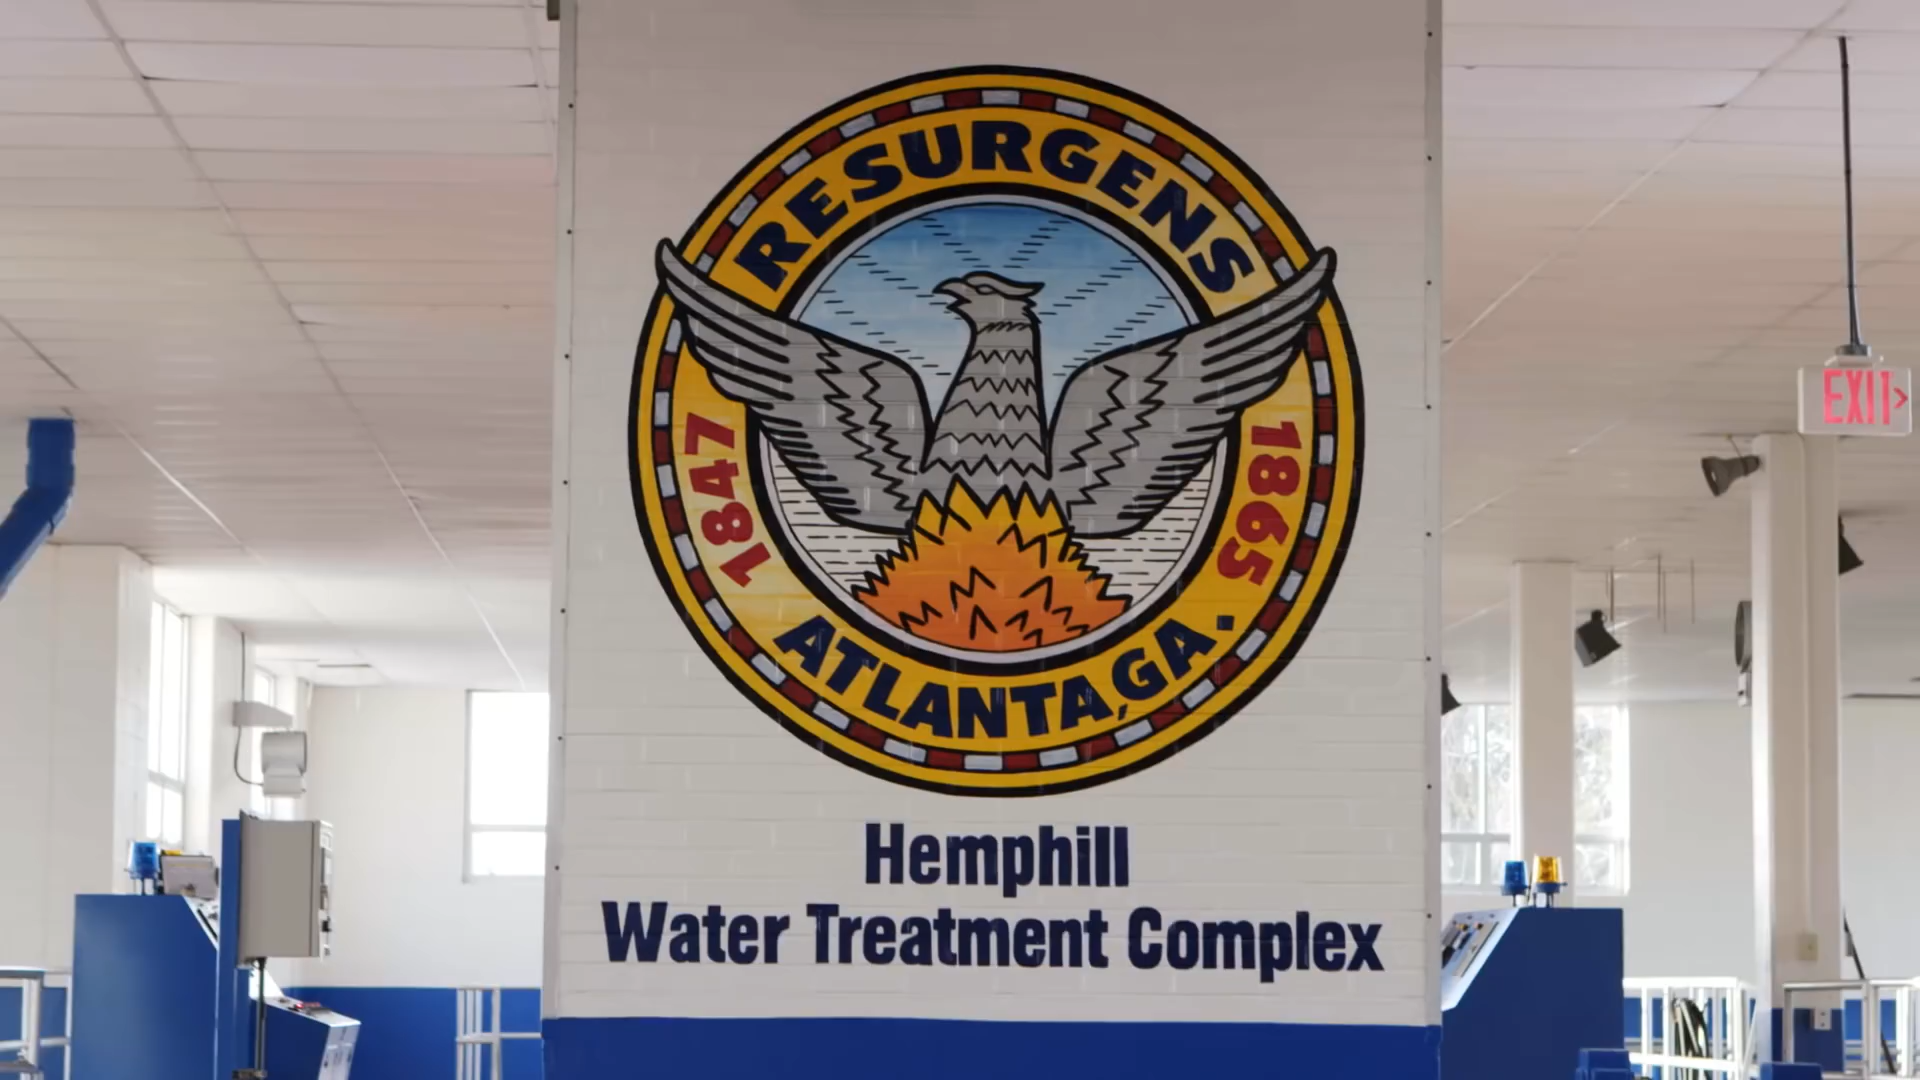 RESURGENS
1847
1865
ATLANTA, GA.
Hemphill
Water Treatment Complex
EXIT